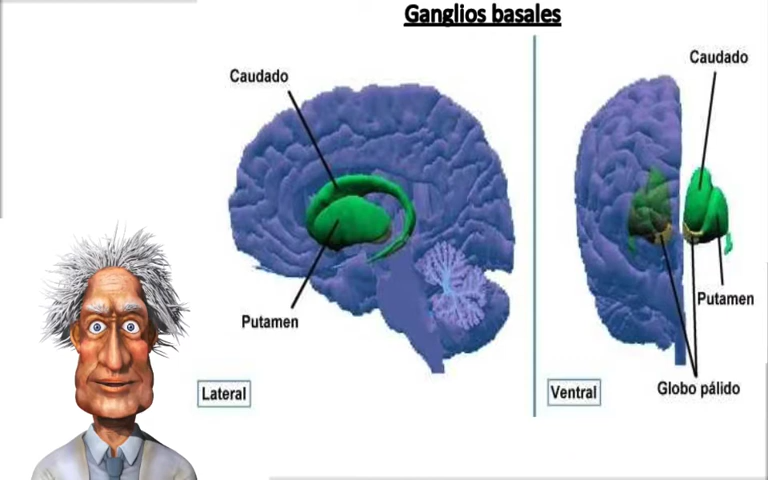 Ganglios basales
Caudado
Putamen
Lateral
Caudado
Putamen
Globo pálido
Ventral